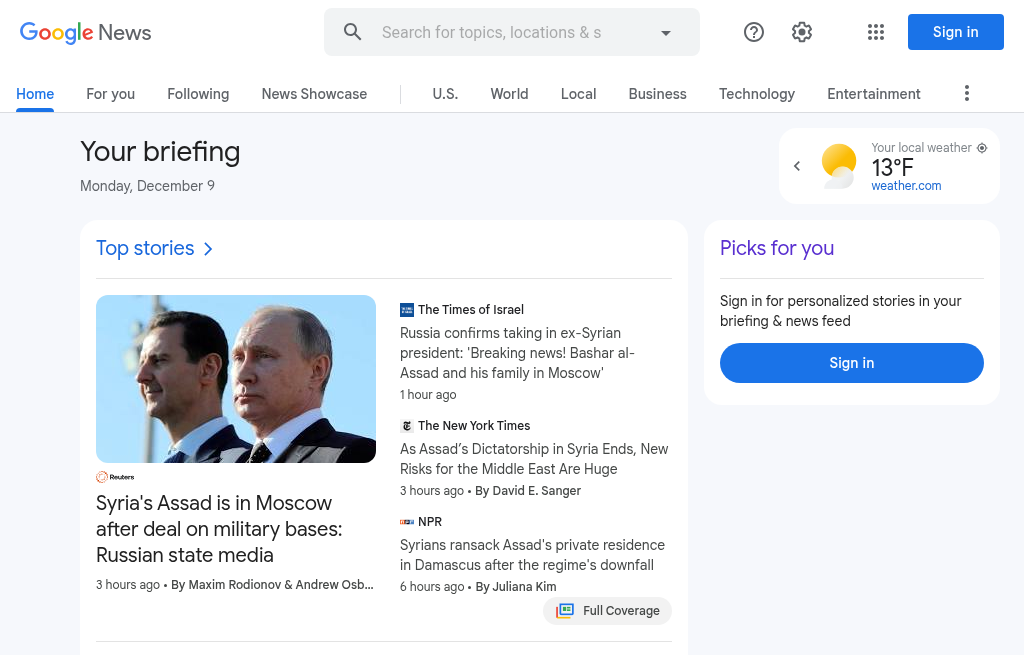 Google News
Search for topics, locations & s
Sign in
Home
For you
Following
News Showcase
U.S.
World
Local
Business
Technology
Entertainment
Your briefing
Monday, December 9
Your local weather
13°F
weather.com
Top stories
Picks for you
Sign in for personalized stories in your
briefing & news feed
Sign in
Reuters
Syria's Assad is in Moscow
after deal on military bases:
Russian state media
3 hours ago • By Maxim Rodionov & Andrew Osb...
The Times of Israel
Russia confirms taking in ex-Syrian
president: 'Breaking news! Bashar al-
Assad and his family in Moscow'
1 hour ago
The New York Times
As Assad’s Dictatorship in Syria Ends, New
Risks for the Middle East Are Huge
3 hours ago • By David E. Sanger
NPR
Syrians ransack Assad's private residence
in Damascus after the regime's downfall
6 hours ago • By Juliana Kim
Full Coverage